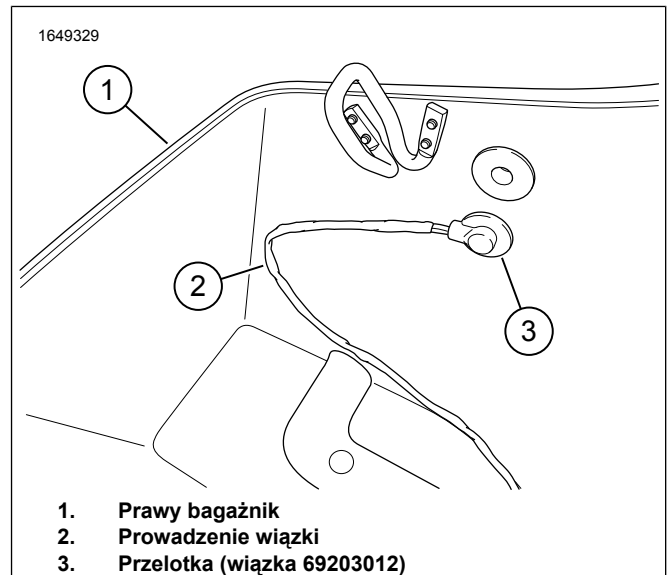 1649329
1
2
3
1. Prawy bagażnik
2. Prowadzenie wiązki
3. Przelotka (wiązka 69203012)